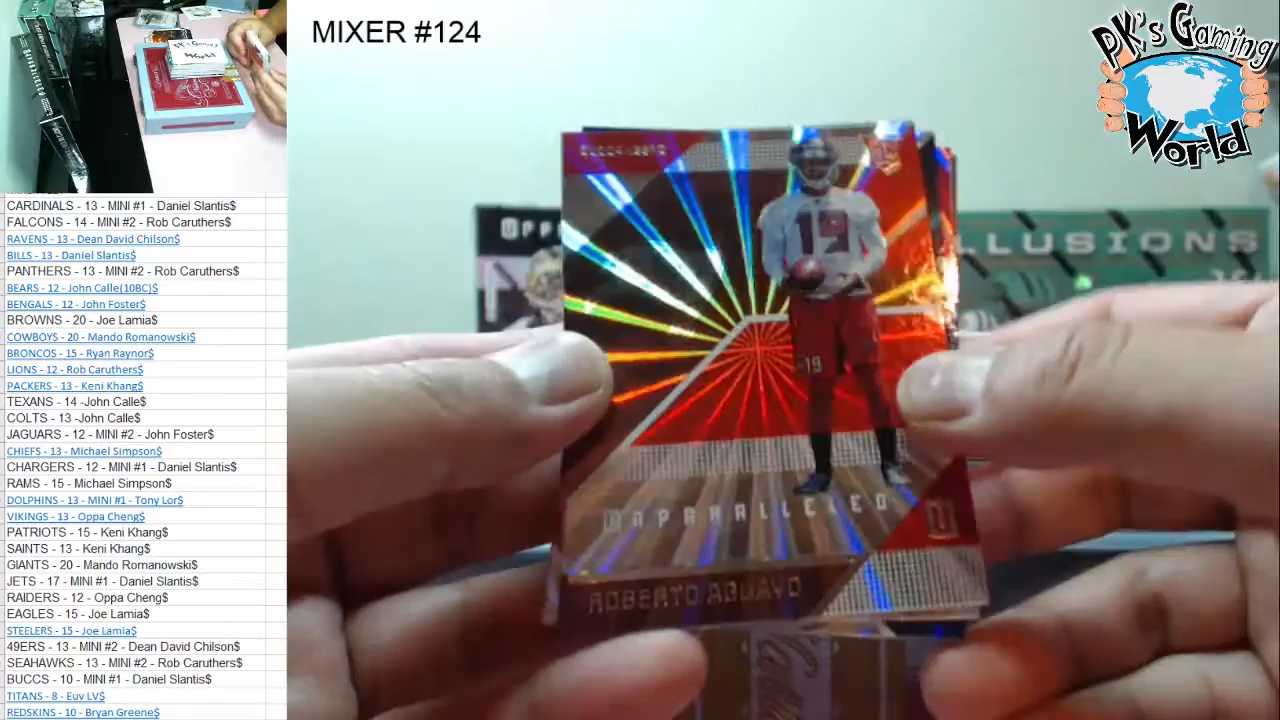 MIXER #124
PK's Gaming
World
CARDINALS - 13 - MINI #1 - Daniel Slantis$
FALCONS - 14 - MINI #2 - Rob Caruthers$
RAVENS - 13 - Dean David Chilson$
BILLS - 13 - Daniel Slantis$
PANTHERS - 13 - MINI #2 - Rob Caruthers$
BEARS - 12 - John Calle(10BC)$
BENGALS - 12 - John Foster$
BROWNS - 20 - Joe Lamia$
COWBOYS - 20 - Mando Romanowski$
BRONCOS - 15 - Ryan Raynor$
LIONS - 12 - Rob Caruthers$
PACKERS - 13 - Keni Khang$
TEXANS - 14 -John Calle$
COLTS - 13 -John Calle$
JAGUARS - 12 - MINI #2 - John Foster$
CHIEFS - 13 - Michael Simpson$
CHARGERS - 12 - MINI #1 - Daniel Slantis$
RAMS - 15 - Michael Simpson$
DOLPHINS - 13 - MINI #1 - Tony Lor$
VIKINGS - 13 - Oppa Cheng$
PATRIOTS - 15 - Keni Khang$
SAINTS - 13 - Keni Khang$
GIANTS - 20 - Mando Romanowski$
JETS - 17 - MINI #1 - Daniel Slantis$
RAIDERS - 12 - Oppa Cheng$
EAGLES - 15 - Joe Lamia$
STEELERS - 15 - Joe Lamia$
49ERS - 13 - MINI #2 - Dean David Chilson$
SEAHAWKS - 13 - MINI #2 - Rob Caruthers$
BUCCS - 10 - MINI #1 - Daniel Slantis$
TITANS - 8 - Euv LV$
REDSKINS - 10 - Bryan Greene$
ILLUSIONS
19
19
UNPARALLELED
ROBERTO AGUAYO